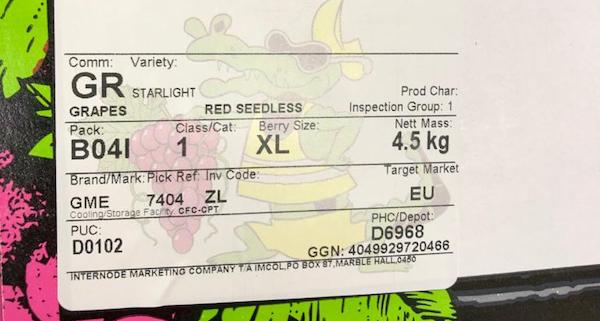 Comm: Variety:
GR STARLIGHT Prod Char:
GRAPES RED SEEDLESS Inspection Group: 1
Pack: Class/Cat: Berry Size: Nett Mass:
B04I 1 XL 4.5 kg
Brand/Mark: Pick Ref: Inv Code: Target Market
GME 7404 ZL EU
Cooling/Storage Facility: CFC-CPT
PUC: PHC/Depot:
D0102 D6968
GGN: 4049929720466
INTERNODE MARKETING COMPANY T/A IMCOL,PO BOX 87,MARBLE HALL,0450